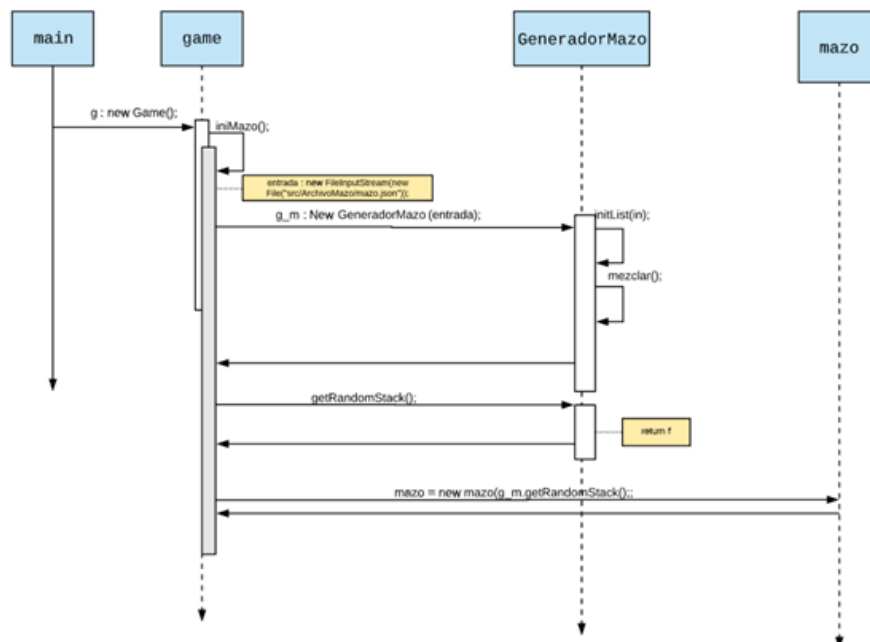 main
game
GeneradorMazo
mazo
g : new Game();
iniMazo();
entrada : new FileInputStream(new
File("src/ArchivoMazo/mazo.json"));
g_m : New GeneradorMazo (entrada);
initList(in);
mezclar();
getRandomStack();
return f
mazo = new mazo(g_m.getRandomStack();;